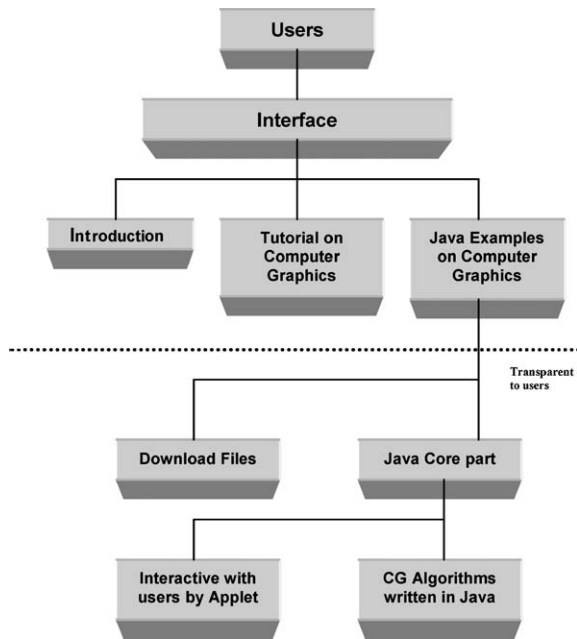 Users
Interface
Introduction
Tutorial on
Computer
Graphics
Java Examples
on Computer
Graphics
Transparent
to users
Download Files
Java Core part
Interactive with
users by Applet
CG Algorithms
written in Java